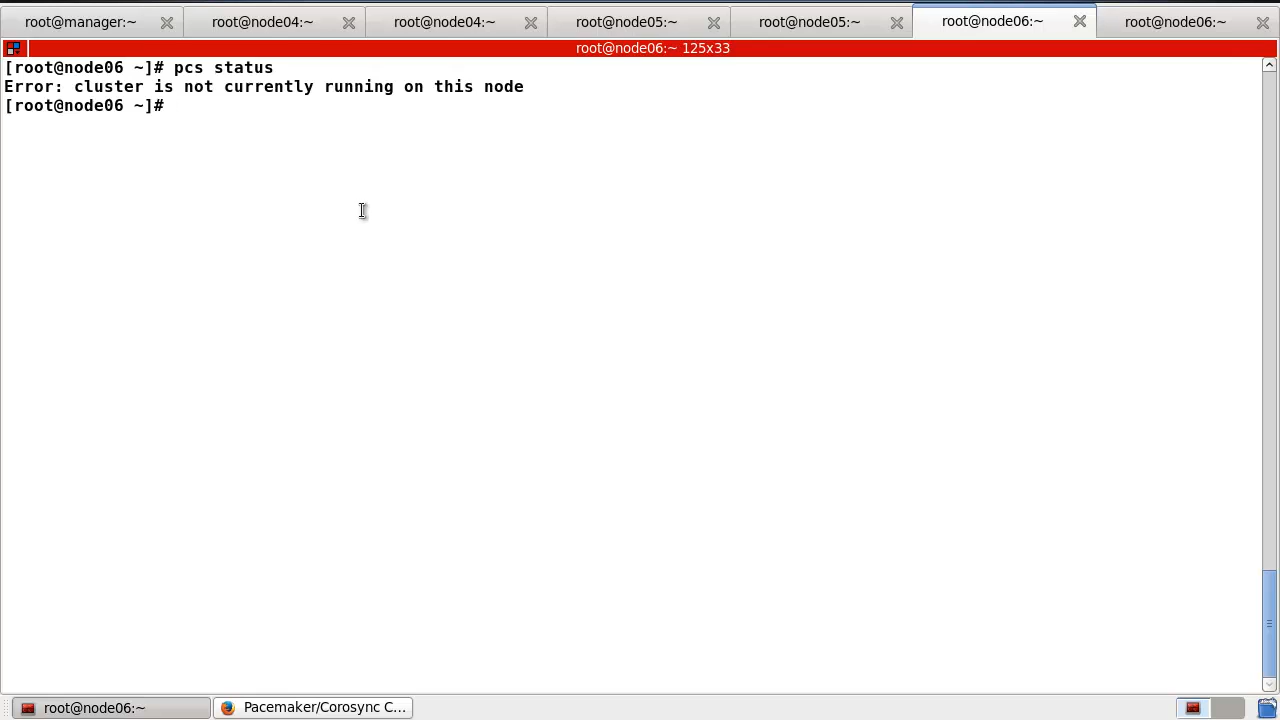 root@manager:~ root@node04:~ root@node04:~ root@node05:~ root@node05:~ root@node06:~ root@node06:~
root@node06:~ 125x33
[root@node06 ~]# pcs status
Error: cluster is not currently running on this node
[root@node06 ~]#
root@node06:~ Pacemaker/Corosync C...